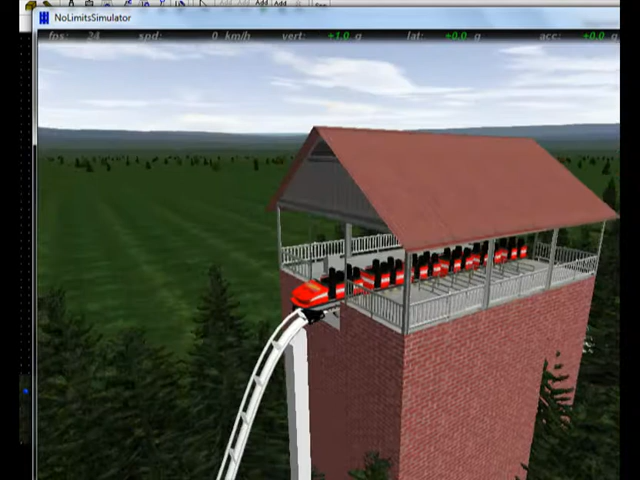 NoLimitsSimulator
fps: 24 spd: 0 km/h vert: +1.0 g lat: +0.0 g acc: +0.0 g